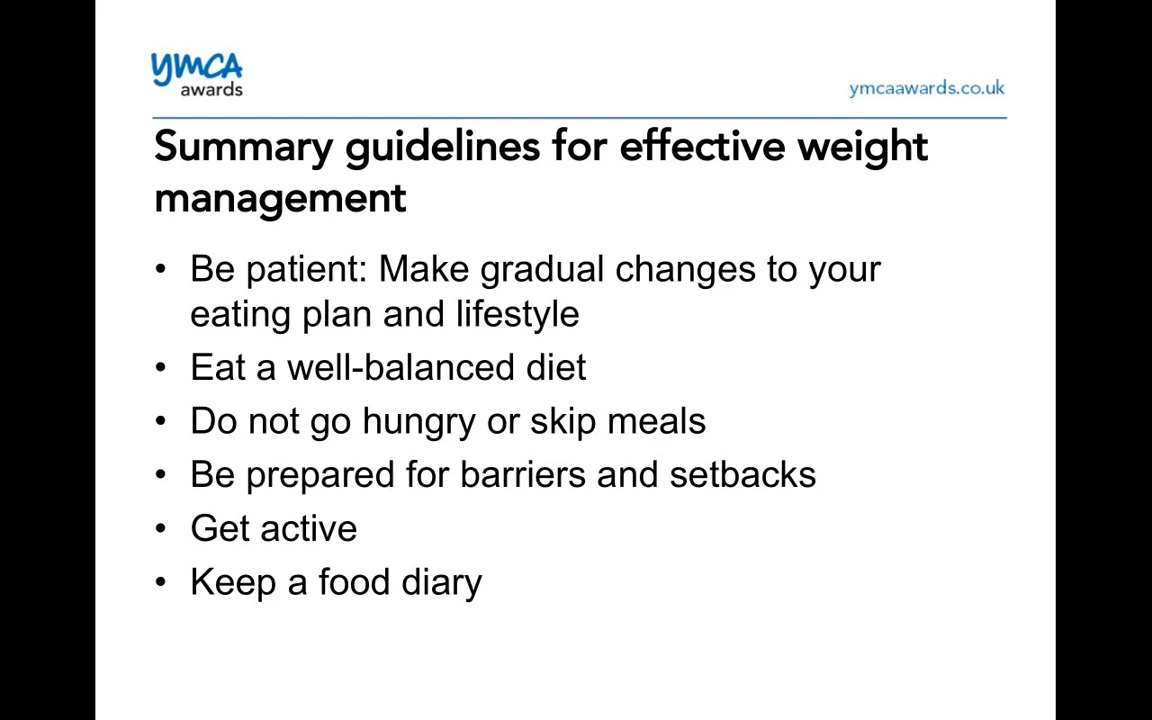 ymca
awards
ymcaawards.co.uk
Summary guidelines for effective weight
management
• Be patient: Make gradual changes to your
eating plan and lifestyle
• Eat a well-balanced diet
• Do not go hungry or skip meals
• Be prepared for barriers and setbacks
• Get active
• Keep a food diary